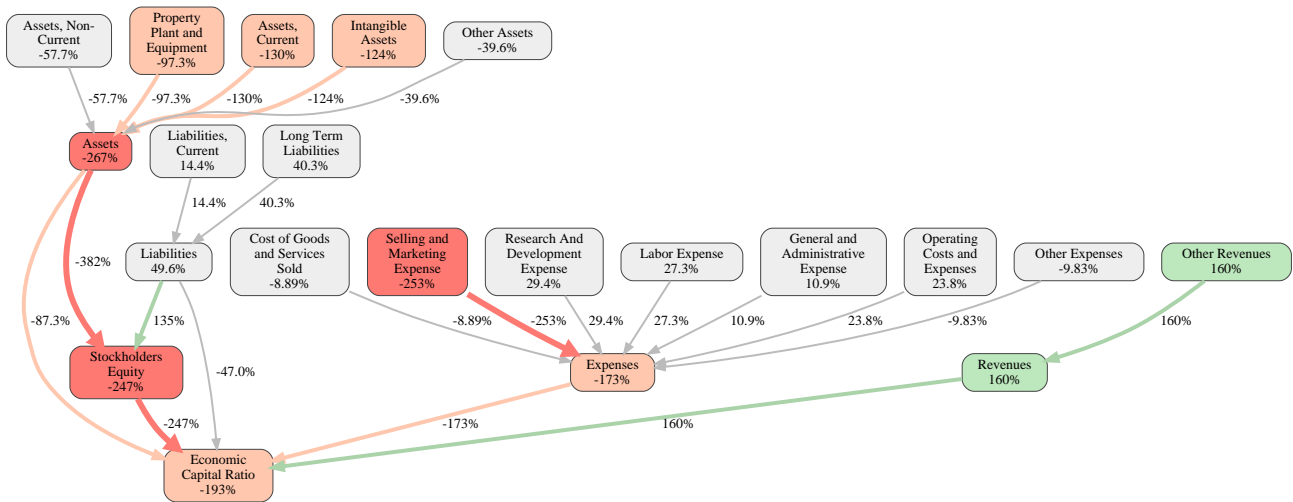 Assets, Non-
Current
-57.7%
Property
Plant and
Equipment
-97.3%
Assets,
Current
-130%
Intangible
Assets
-124%
Other Assets
-39.6%
-57.7%
-97.3%
-130%
-124%
-39.6%
Assets
-267%
Liabilities,
Current
14.4%
Long Term
Liabilities
40.3%
14.4%
40.3%
-382%
Liabilities
49.6%
Cost of Goods
and Services
Sold
-8.89%
Selling and
Marketing
Expense
-253%
Research And
Development
Expense
29.4%
Labor Expense
27.3%
General and
Administrative
Expense
10.9%
Operating
Costs and
Expenses
23.8%
Other Expenses
-9.83%
Other Revenues
160%
-87.3%
135%
-8.89%
-253%
29.4%
27.3%
10.9%
23.8%
-9.83%
160%
Stockholders
Equity
-247%
-47.0%
Expenses
-173%
Revenues
160%
-247%
-173%
160%
Economic
Capital Ratio
-193%